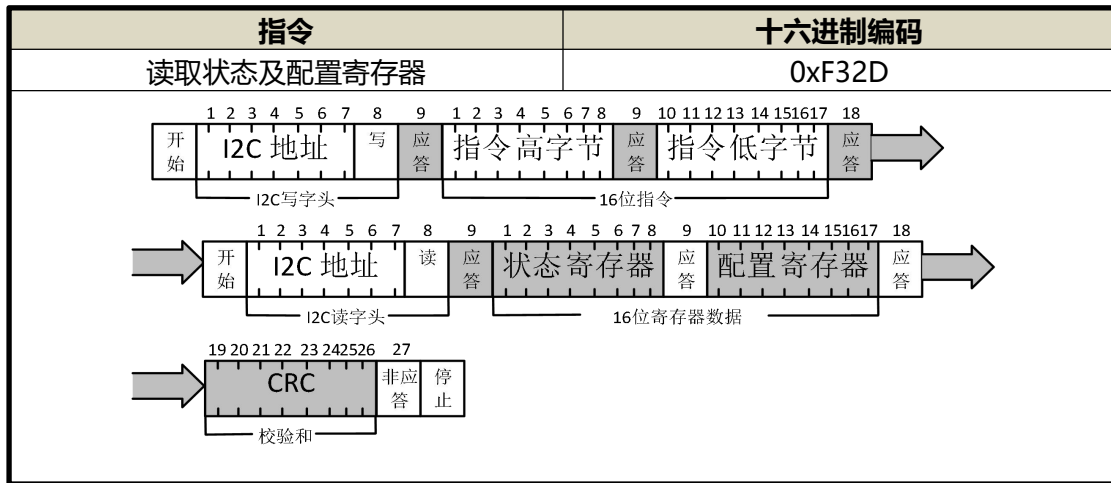 指令 十六进制编码
读取状态及配置寄存器 0xF32D
1 2 3 4 5 6 7 8 9 1 2 3 4 5 6 7 8 9 10 11 12 13 14 15 16 17 18
开始 I2C 地址 写 应答 指令高字节 应答 指令低字节 应答
I2C写字头 16位指令
1 2 3 4 5 6 7 8 9 1 2 3 4 5 6 7 8 9 10 11 12 13 14 15 16 17 18
开始 I2C 地址 读 应答 状态寄存器 应答 配置寄存器 应答
I2C读字头 16位寄存器数据
19 20 21 22 23 24 25 26 27
CRC 非应答 停止
校验和